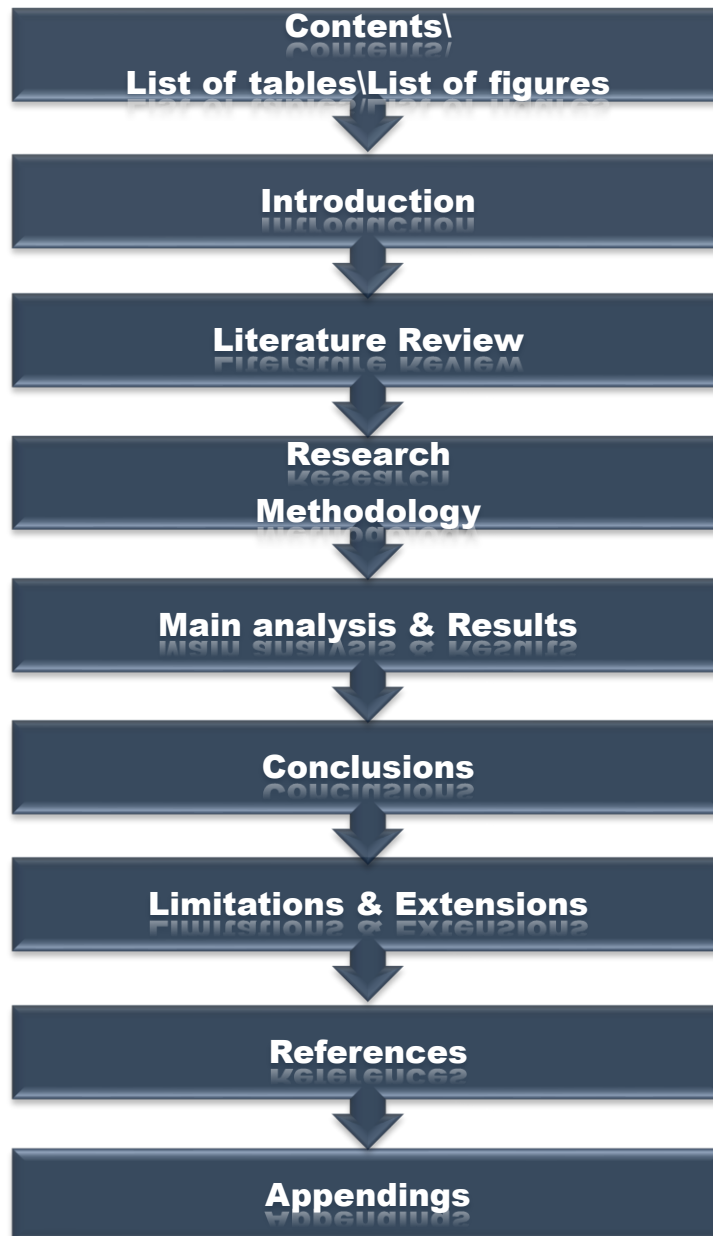 Contents\
List of tables\List of figures
Introduction
Literature Review
Research
Methodology
Main analysis & Results
Conclusions
Limitations & Extensions
References
Appendings